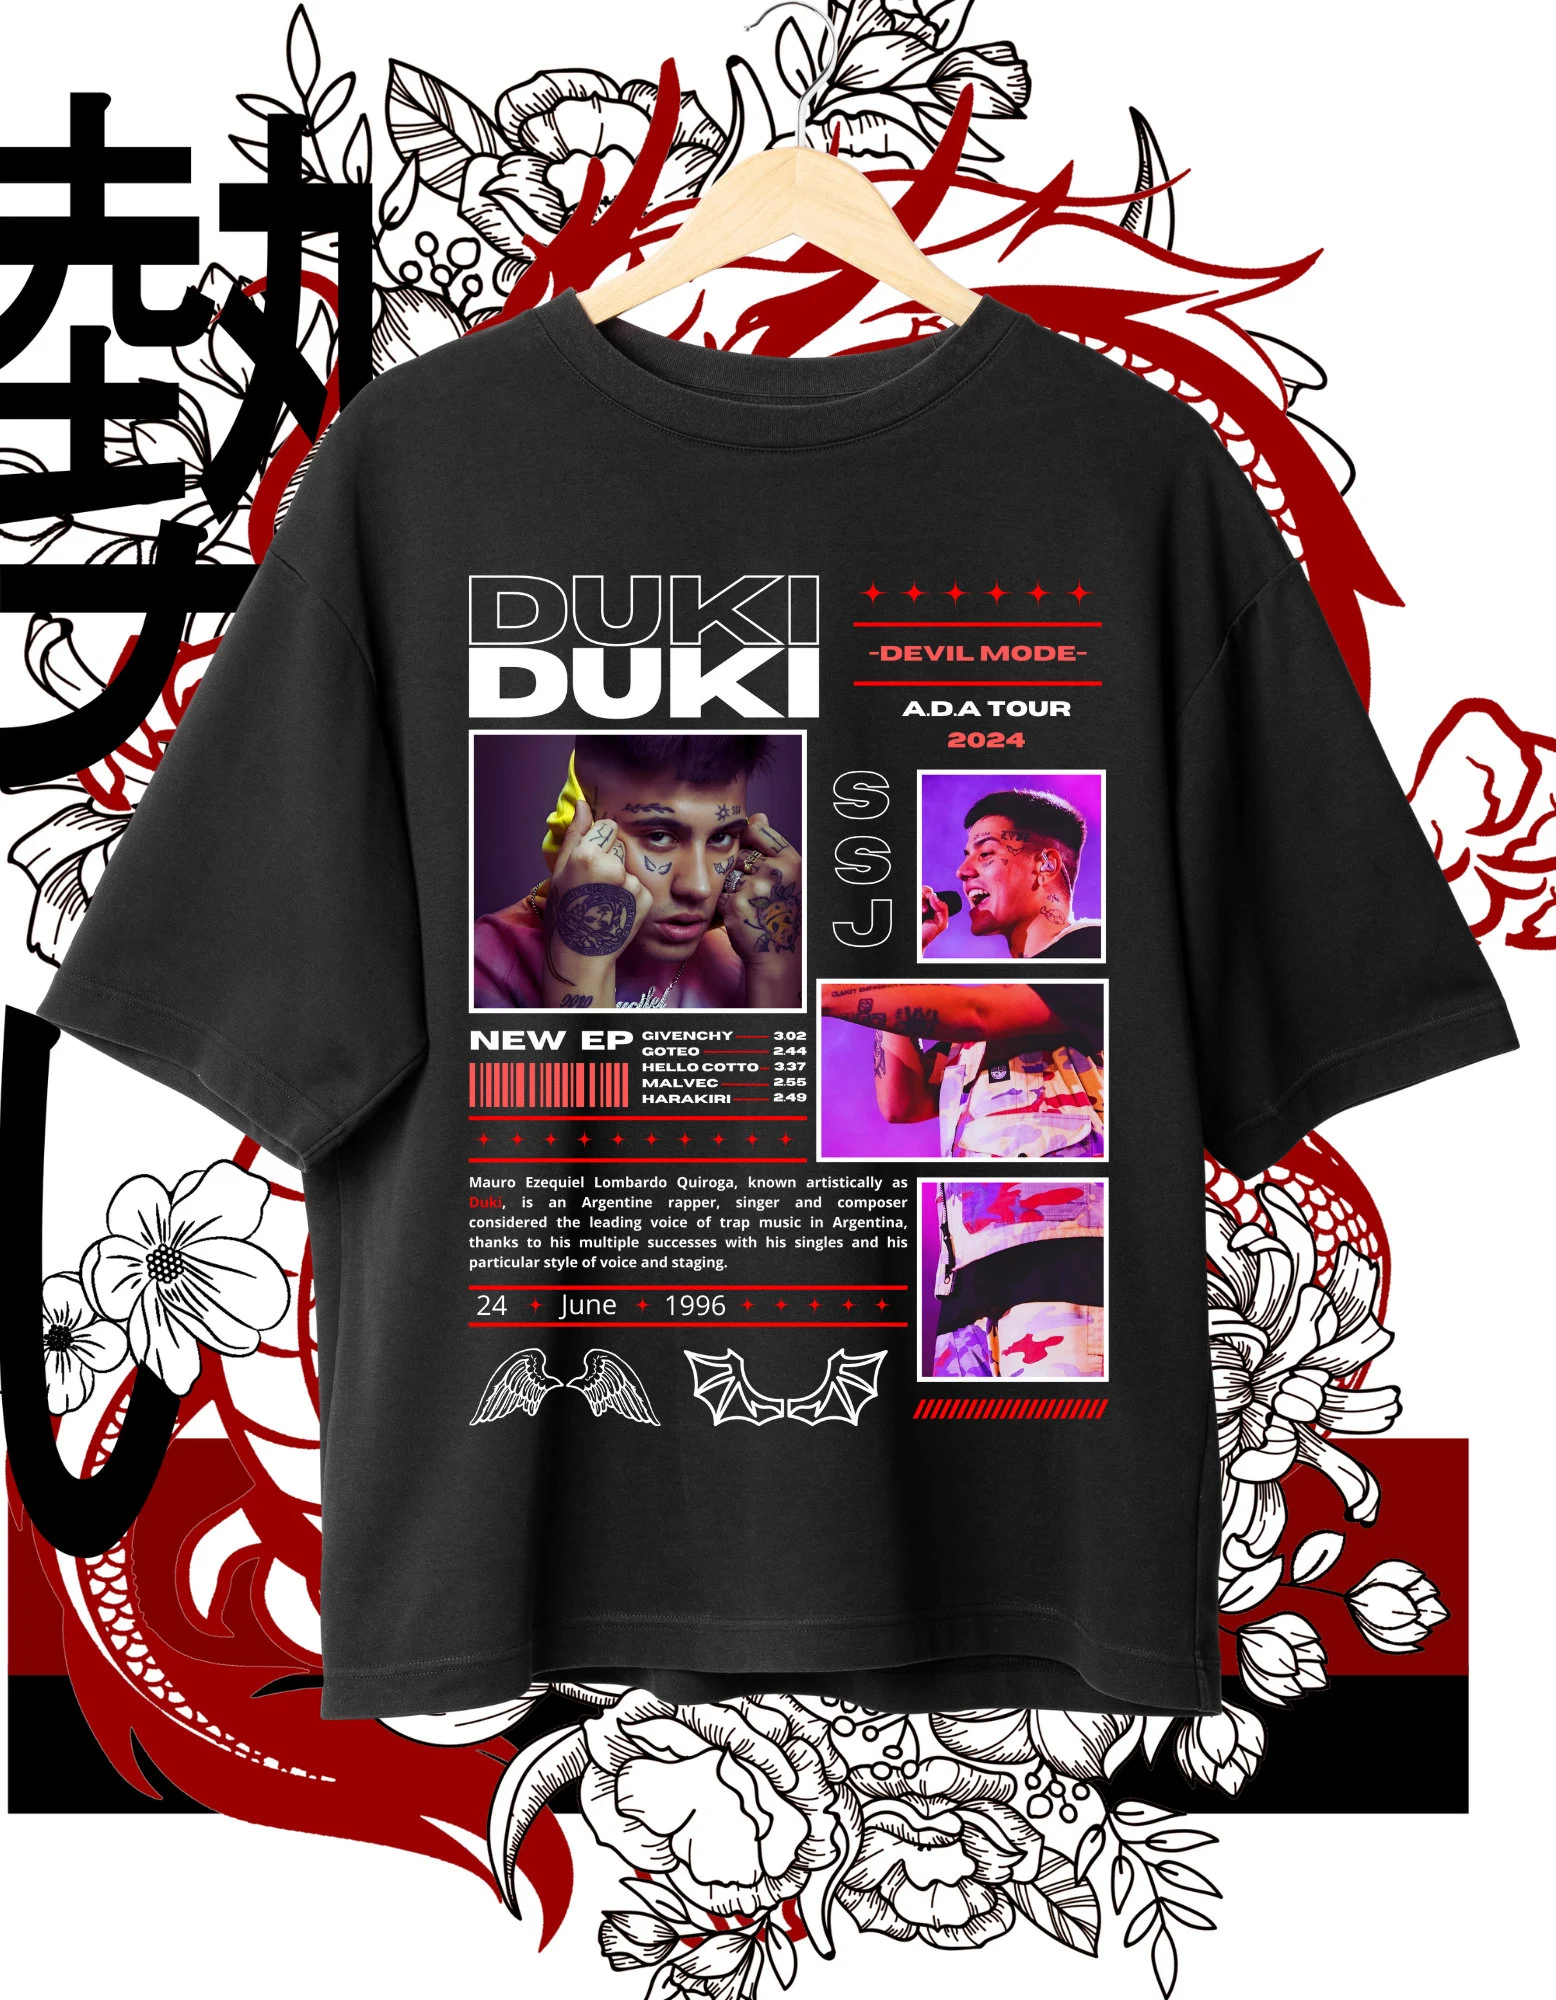 熱烈
DUKI
DUKI
-DEVIL MODE-
A.D.A TOUR
2024
S
S
J
NEW EP
GIVENCHY 3.02
GOTEO 2.44
HELLO COTTO 3.37
MALVEC 2.55
HARAKIRI 2.49
Mauro Ezequiel Lombardo Quiroga, known artistically as
Duki, is an Argentine rapper, singer and composer
considered the leading voice of trap music in Argentina,
thanks to his multiple successes with his singles and his
particular style of voice and staging.
24 June 1996